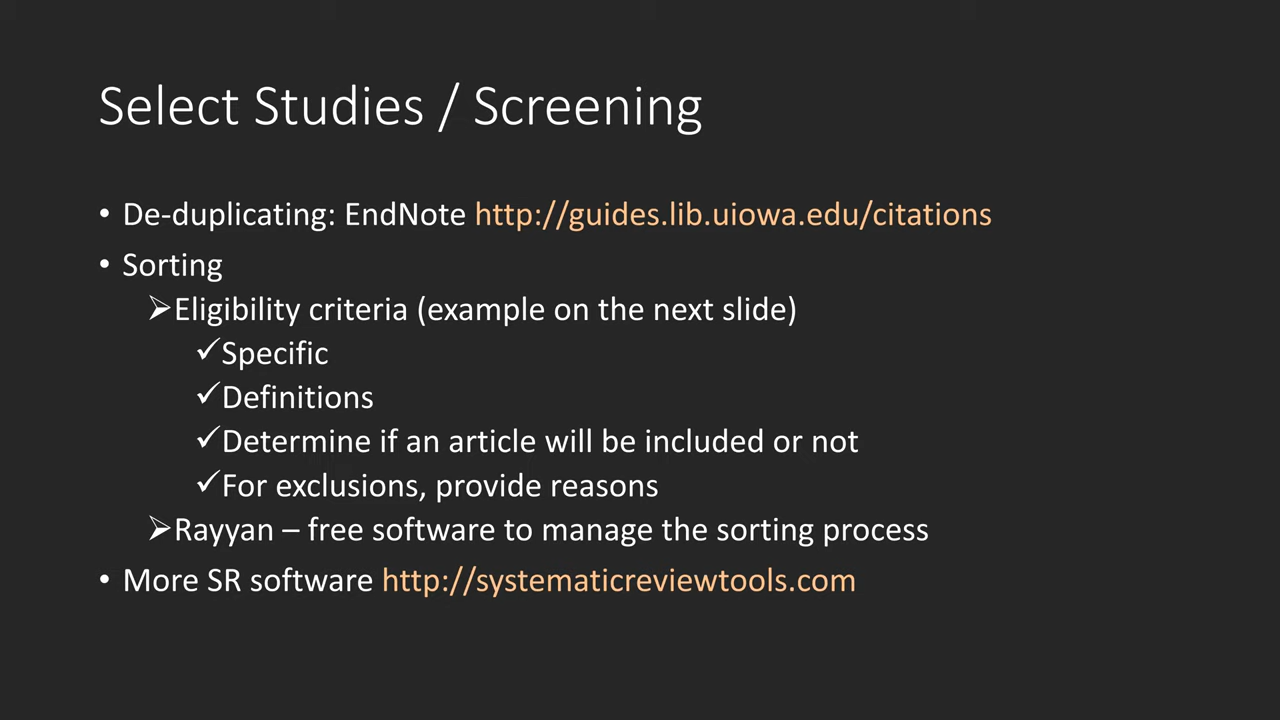 Select Studies / Screening
• De-duplicating: EndNote http://guides.lib.uiowa.edu/citations
• Sorting
➢Eligibility criteria (example on the next slide)
✓Specific
✓Definitions
✓Determine if an article will be included or not
✓For exclusions, provide reasons
➢Rayyan – free software to manage the sorting process
• More SR software http://systematicreviewtools.com